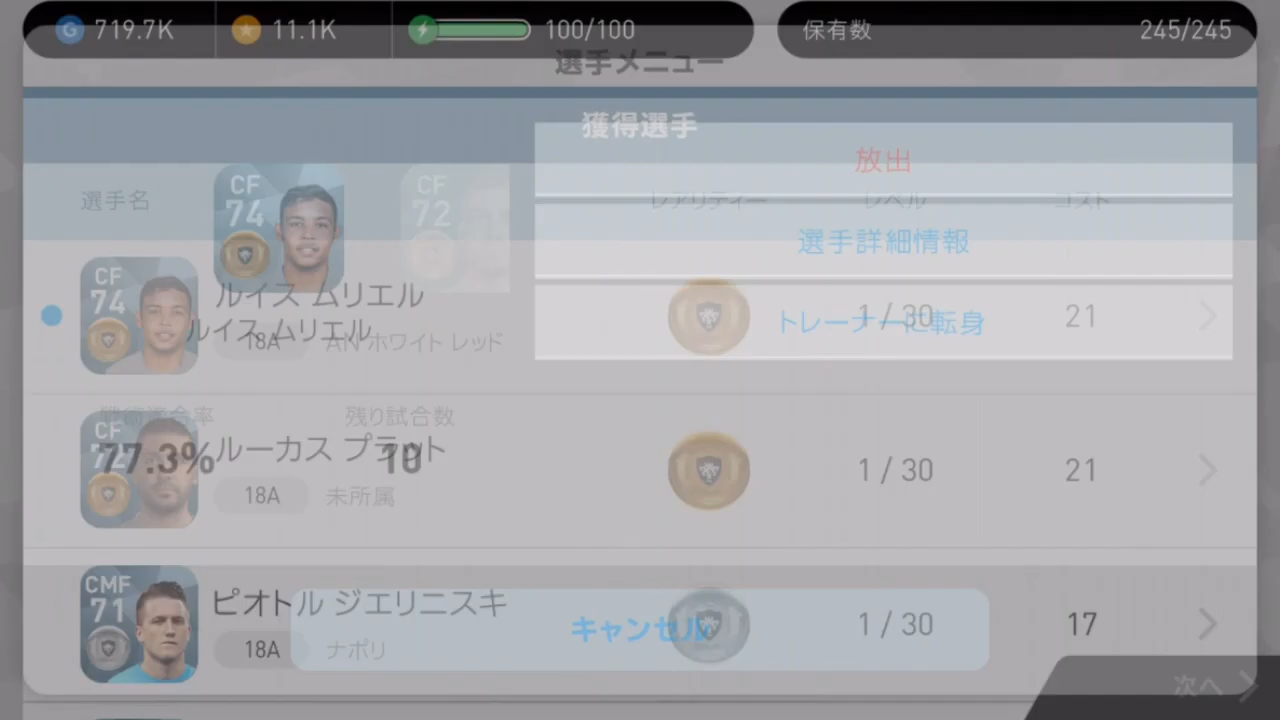 719.7K 11.1K 100/100 保有数 245/245
選手メニュー
獲得選手
放出
選手名 レアリティー レベル コスト
CF 74
CF 72
選手詳細情報
CF 74 ルイス ムリエル
ルイス ムリエル
18A AN ホワイト レッド 1 / 30 21
トレーナーに転身
戦術適合率 残り試合数
77.3% 10
CF 72 ルーカス プラット
18A 未所属 1 / 30 21
CMF 71 ピオトル ジエリニスキ
18A ナポリ 1 / 30 17
キャンセル
次へ